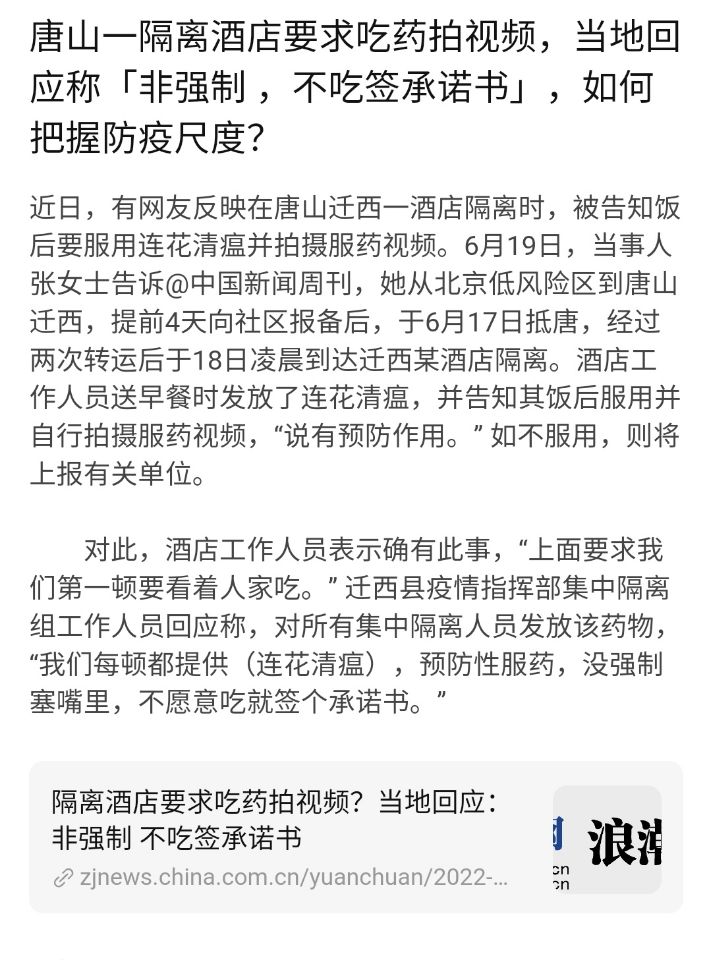 唐山一隔离酒店要求吃药拍视频，当地回
应称「非强制，不吃签承诺书」，如何
把握防疫尺度？
近日，有网友反映在唐山迁西一酒店隔离时，被告知饭
后要服用连花清瘟并拍摄服药视频。6月19日，当事人
张女士告诉@中国新闻周刊，她从北京低风险区到唐山
迁西，提前4天向社区报备后，于6月17日抵唐，经过
两次转运后于18日凌晨到达迁西某酒店隔离。酒店工
作人员送早餐时发放了连花清瘟，并告知其饭后服用并
自行拍摄服药视频，“说有预防作用。” 如不服用，则将
上报有关单位。
对此，酒店工作人员表示确有此事，“上面要求我
们第一顿要看着人家吃。” 迁西县疫情指挥部集中隔离
组工作人员回应称，对所有集中隔离人员发放该药物，
“我们每顿都提供（连花清瘟），预防性服药，没强制
塞嘴里，不愿意吃就签个承诺书。”
隔离酒店要求吃药拍视频？当地回应：
非强制 不吃签承诺书
zjnews.china.com.cn/yuanchuan/2022-...
浪潮
cn
cn